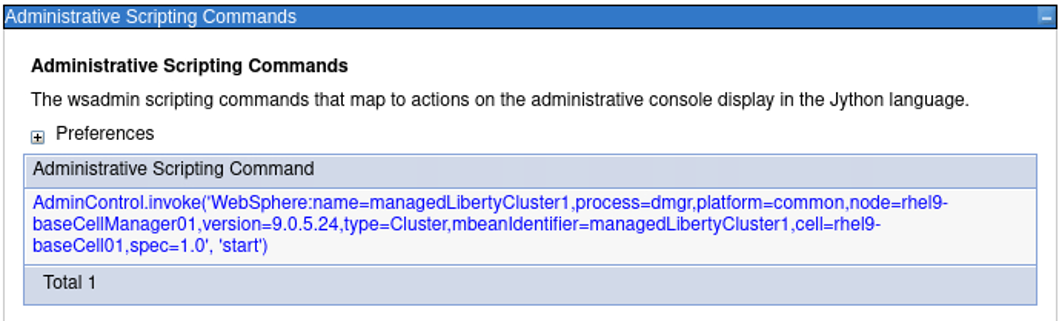 Administrative Scripting Commands
Administrative Scripting Commands
The wsadmin scripting commands that map to actions on the administrative console display in the Jython language.
Preferences
Administrative Scripting Command
AdminControl.invoke('WebSphere:name=managedLibertyCluster1,process=dmgr,platform=common,node=rhel9-
baseCellManager01,version=9.0.5.24,type=Cluster,mbeanIdentifier=managedLibertyCluster1,cell=rhel9-
baseCell01,spec=1.0', 'start')
Total 1